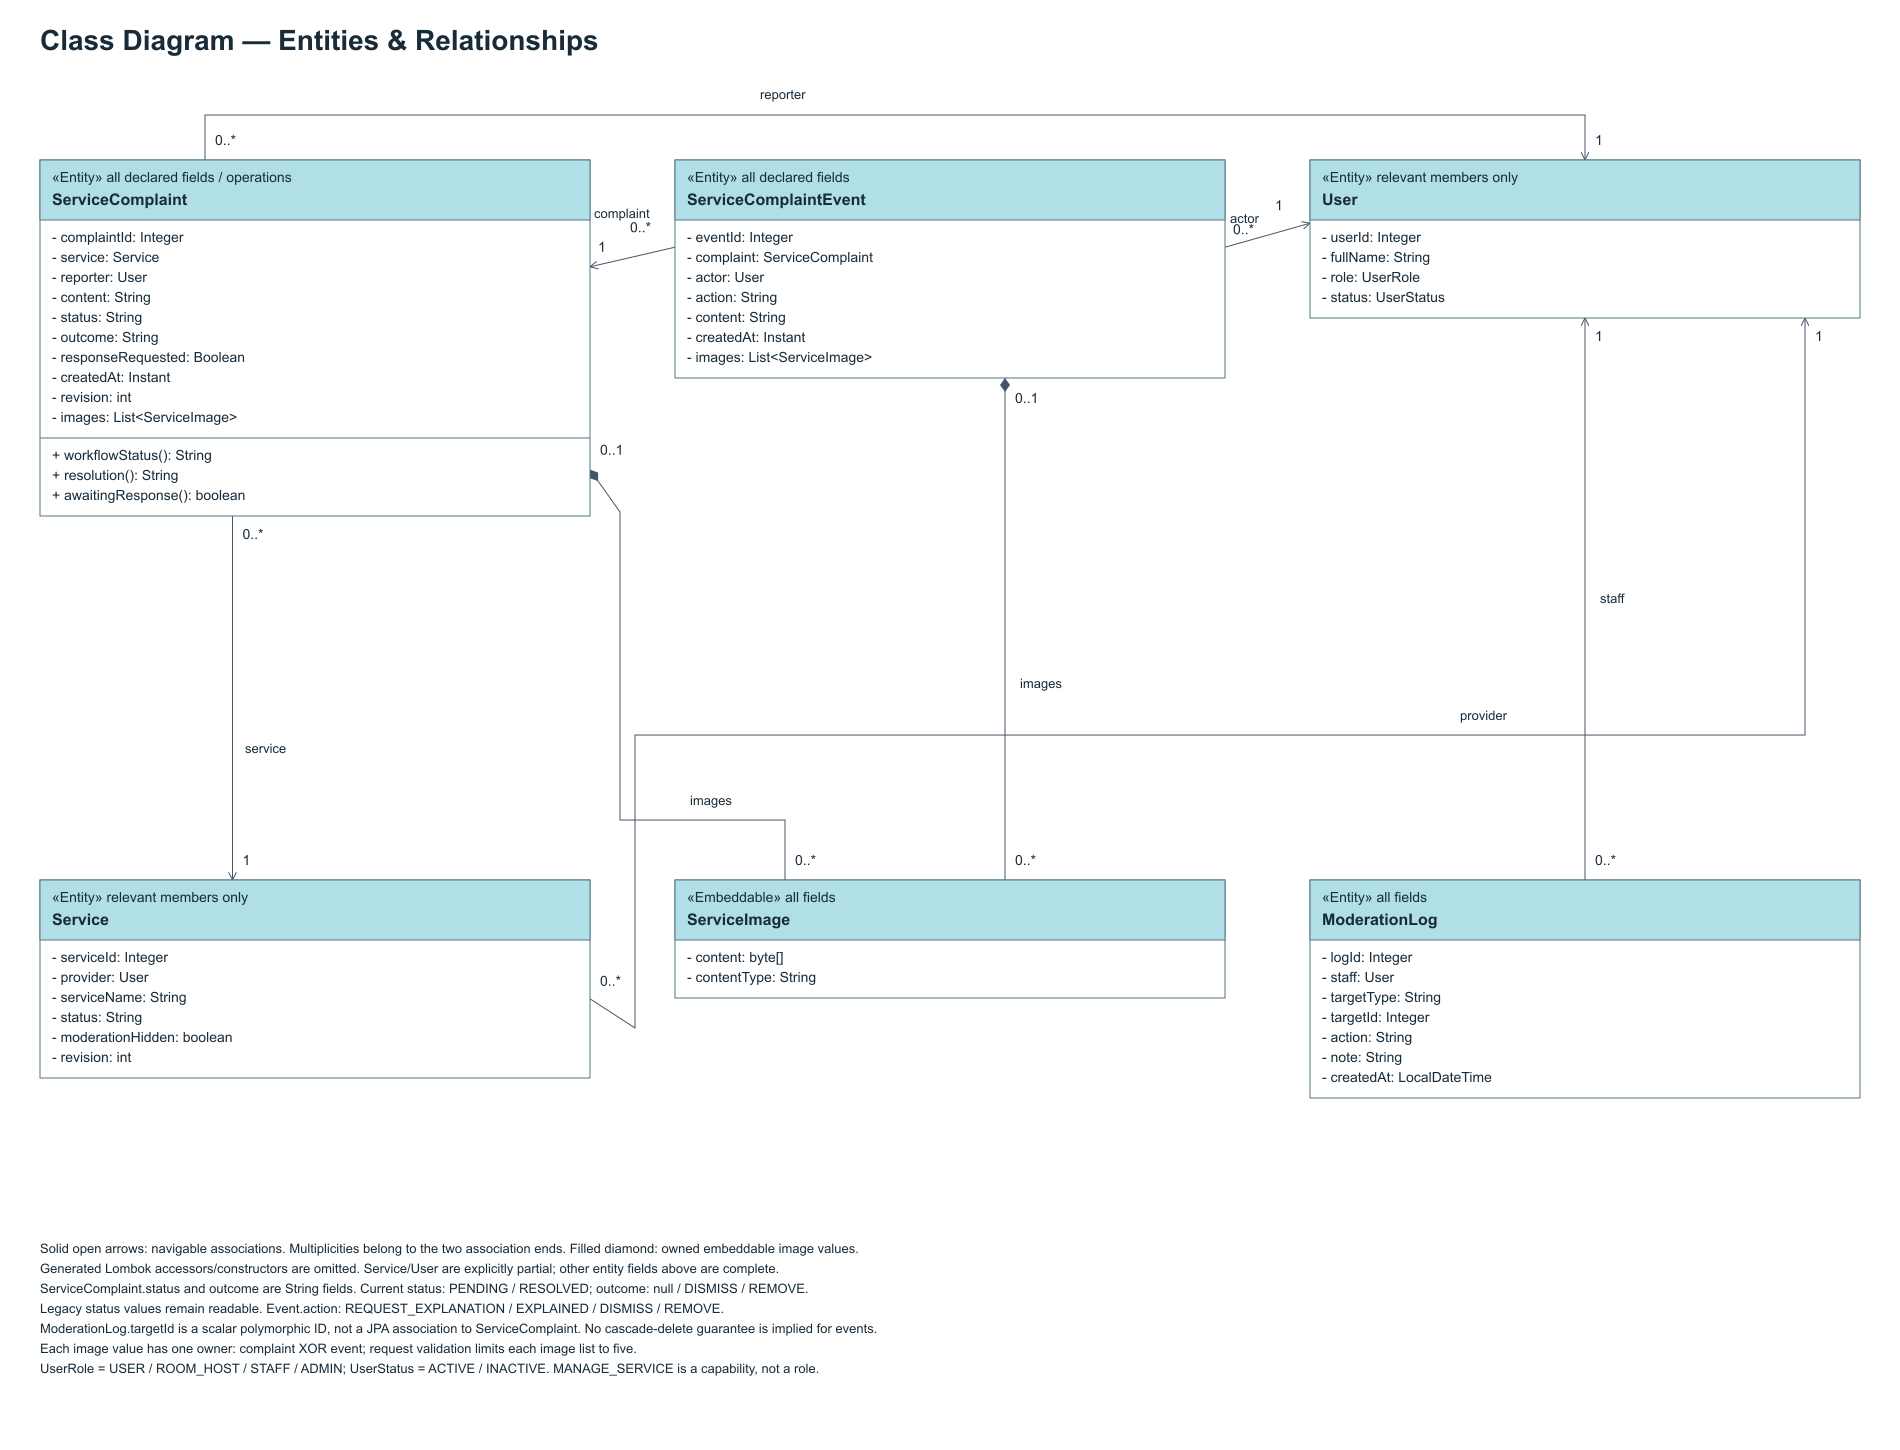 Class Diagram — Entities & Relationships
reporter
0..*
1
«Entity» all declared fields / operations
ServiceComplaint
- complaintId: Integer
- service: Service
- reporter: User
- content: String
- status: String
- outcome: String
- responseRequested: Boolean
- createdAt: Instant
- revision: int
- images: List<ServiceImage>
+ workflowStatus(): String
+ resolution(): String
+ awaitingResponse(): boolean
complaint
0..*
1
«Entity» all declared fields
ServiceComplaintEvent
- eventId: Integer
- complaint: ServiceComplaint
- actor: User
- action: String
- content: String
- createdAt: Instant
- images: List<ServiceImage>
1
actor
0..*
«Entity» relevant members only
User
- userId: Integer
- fullName: String
- role: UserRole
- status: UserStatus
1
1
0..1
0..1
0..*
staff
images
provider
service
images
1
0..*
0..*
0..*
«Entity» relevant members only
Service
- serviceId: Integer
- provider: User
- serviceName: String
- status: String
- moderationHidden: boolean
- revision: int
0..*
«Embeddable» all fields
ServiceImage
- content: byte[]
- contentType: String
«Entity» all fields
ModerationLog
- logId: Integer
- staff: User
- targetType: String
- targetId: Integer
- action: String
- note: String
- createdAt: LocalDateTime
Solid open arrows: navigable associations. Multiplicities belong to the two association ends. Filled diamond: owned embeddable image values.
Generated Lombok accessors/constructors are omitted. Service/User are explicitly partial; other entity fields above are complete.
ServiceComplaint.status and outcome are String fields. Current status: PENDING / RESOLVED; outcome: null / DISMISS / REMOVE.
Legacy status values remain readable. Event.action: REQUEST_EXPLANATION / EXPLAINED / DISMISS / REMOVE.
ModerationLog.targetId is a scalar polymorphic ID, not a JPA association to ServiceComplaint. No cascade-delete guarantee is implied for events.
Each image value has one owner: complaint XOR event; request validation limits each image list to five.
UserRole = USER / ROOM_HOST / STAFF / ADMIN; UserStatus = ACTIVE / INACTIVE. MANAGE_SERVICE is a capability, not a role.